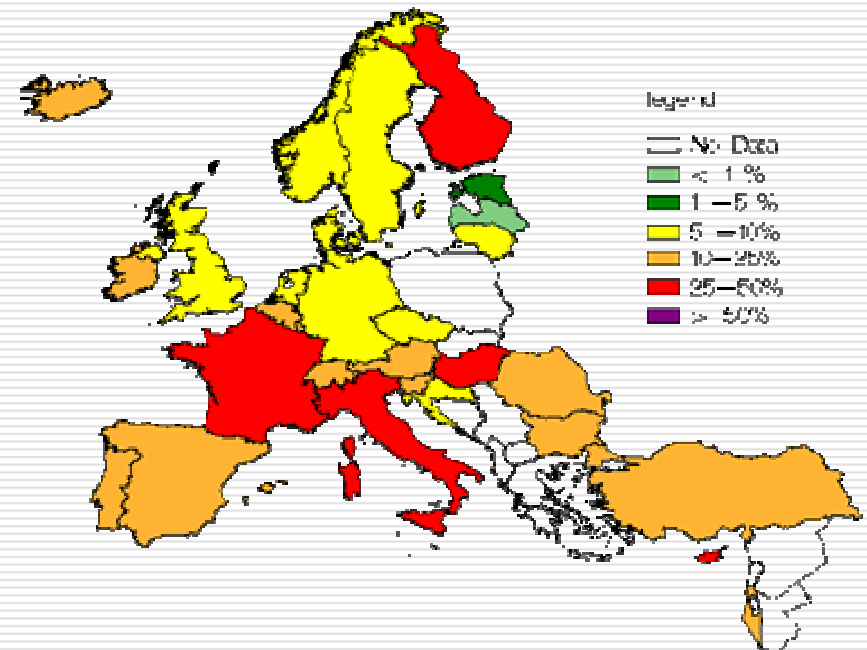 legend
No Data
< 1 %
1 – 5 %
5 – 10%
10 – 25%
25 – 50%
> 50%